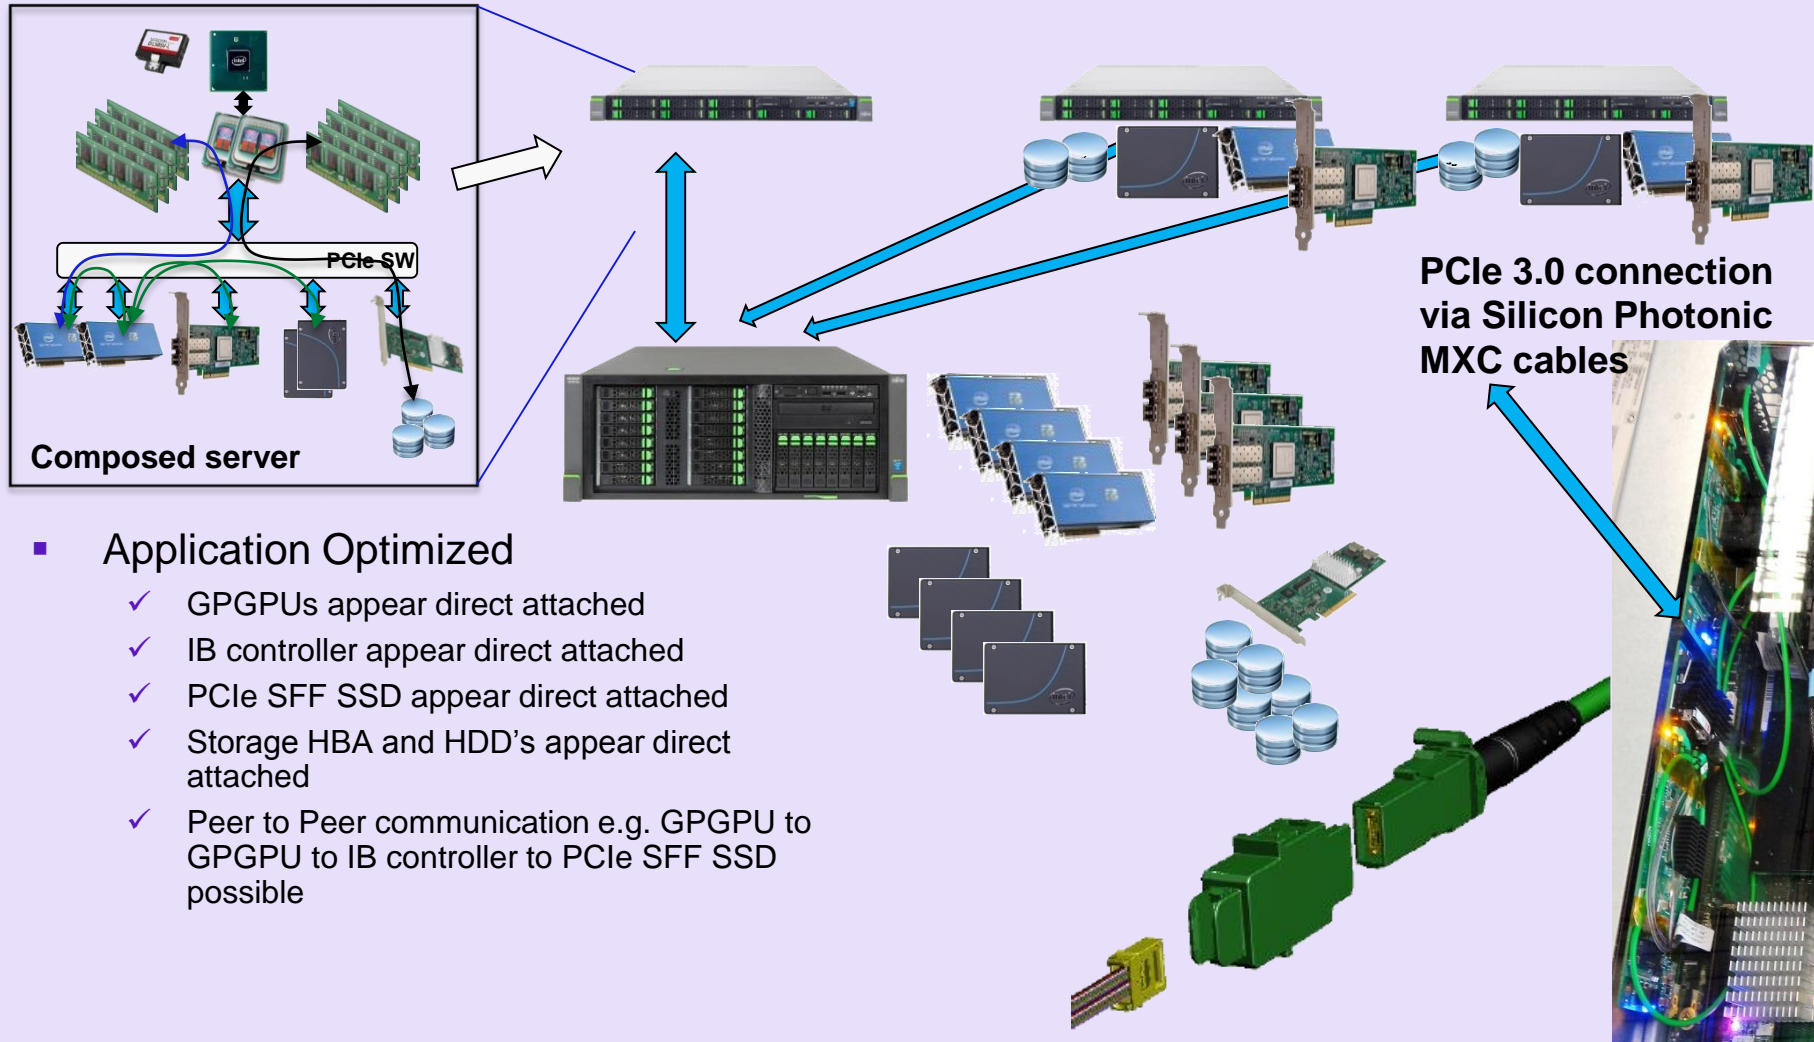 PCIe SW
Composed server
PCIe 3.0 connection
via Silicon Photonic
MXC cables
Application Optimized
GPGPUs appear direct attached
IB controller appear direct attached
PCIe SFF SSD appear direct attached
Storage HBA and HDD's appear direct
attached
Peer to Peer communication e.g. GPGPU to
GPGPU to IB controller to PCIe SFF SSD
possible